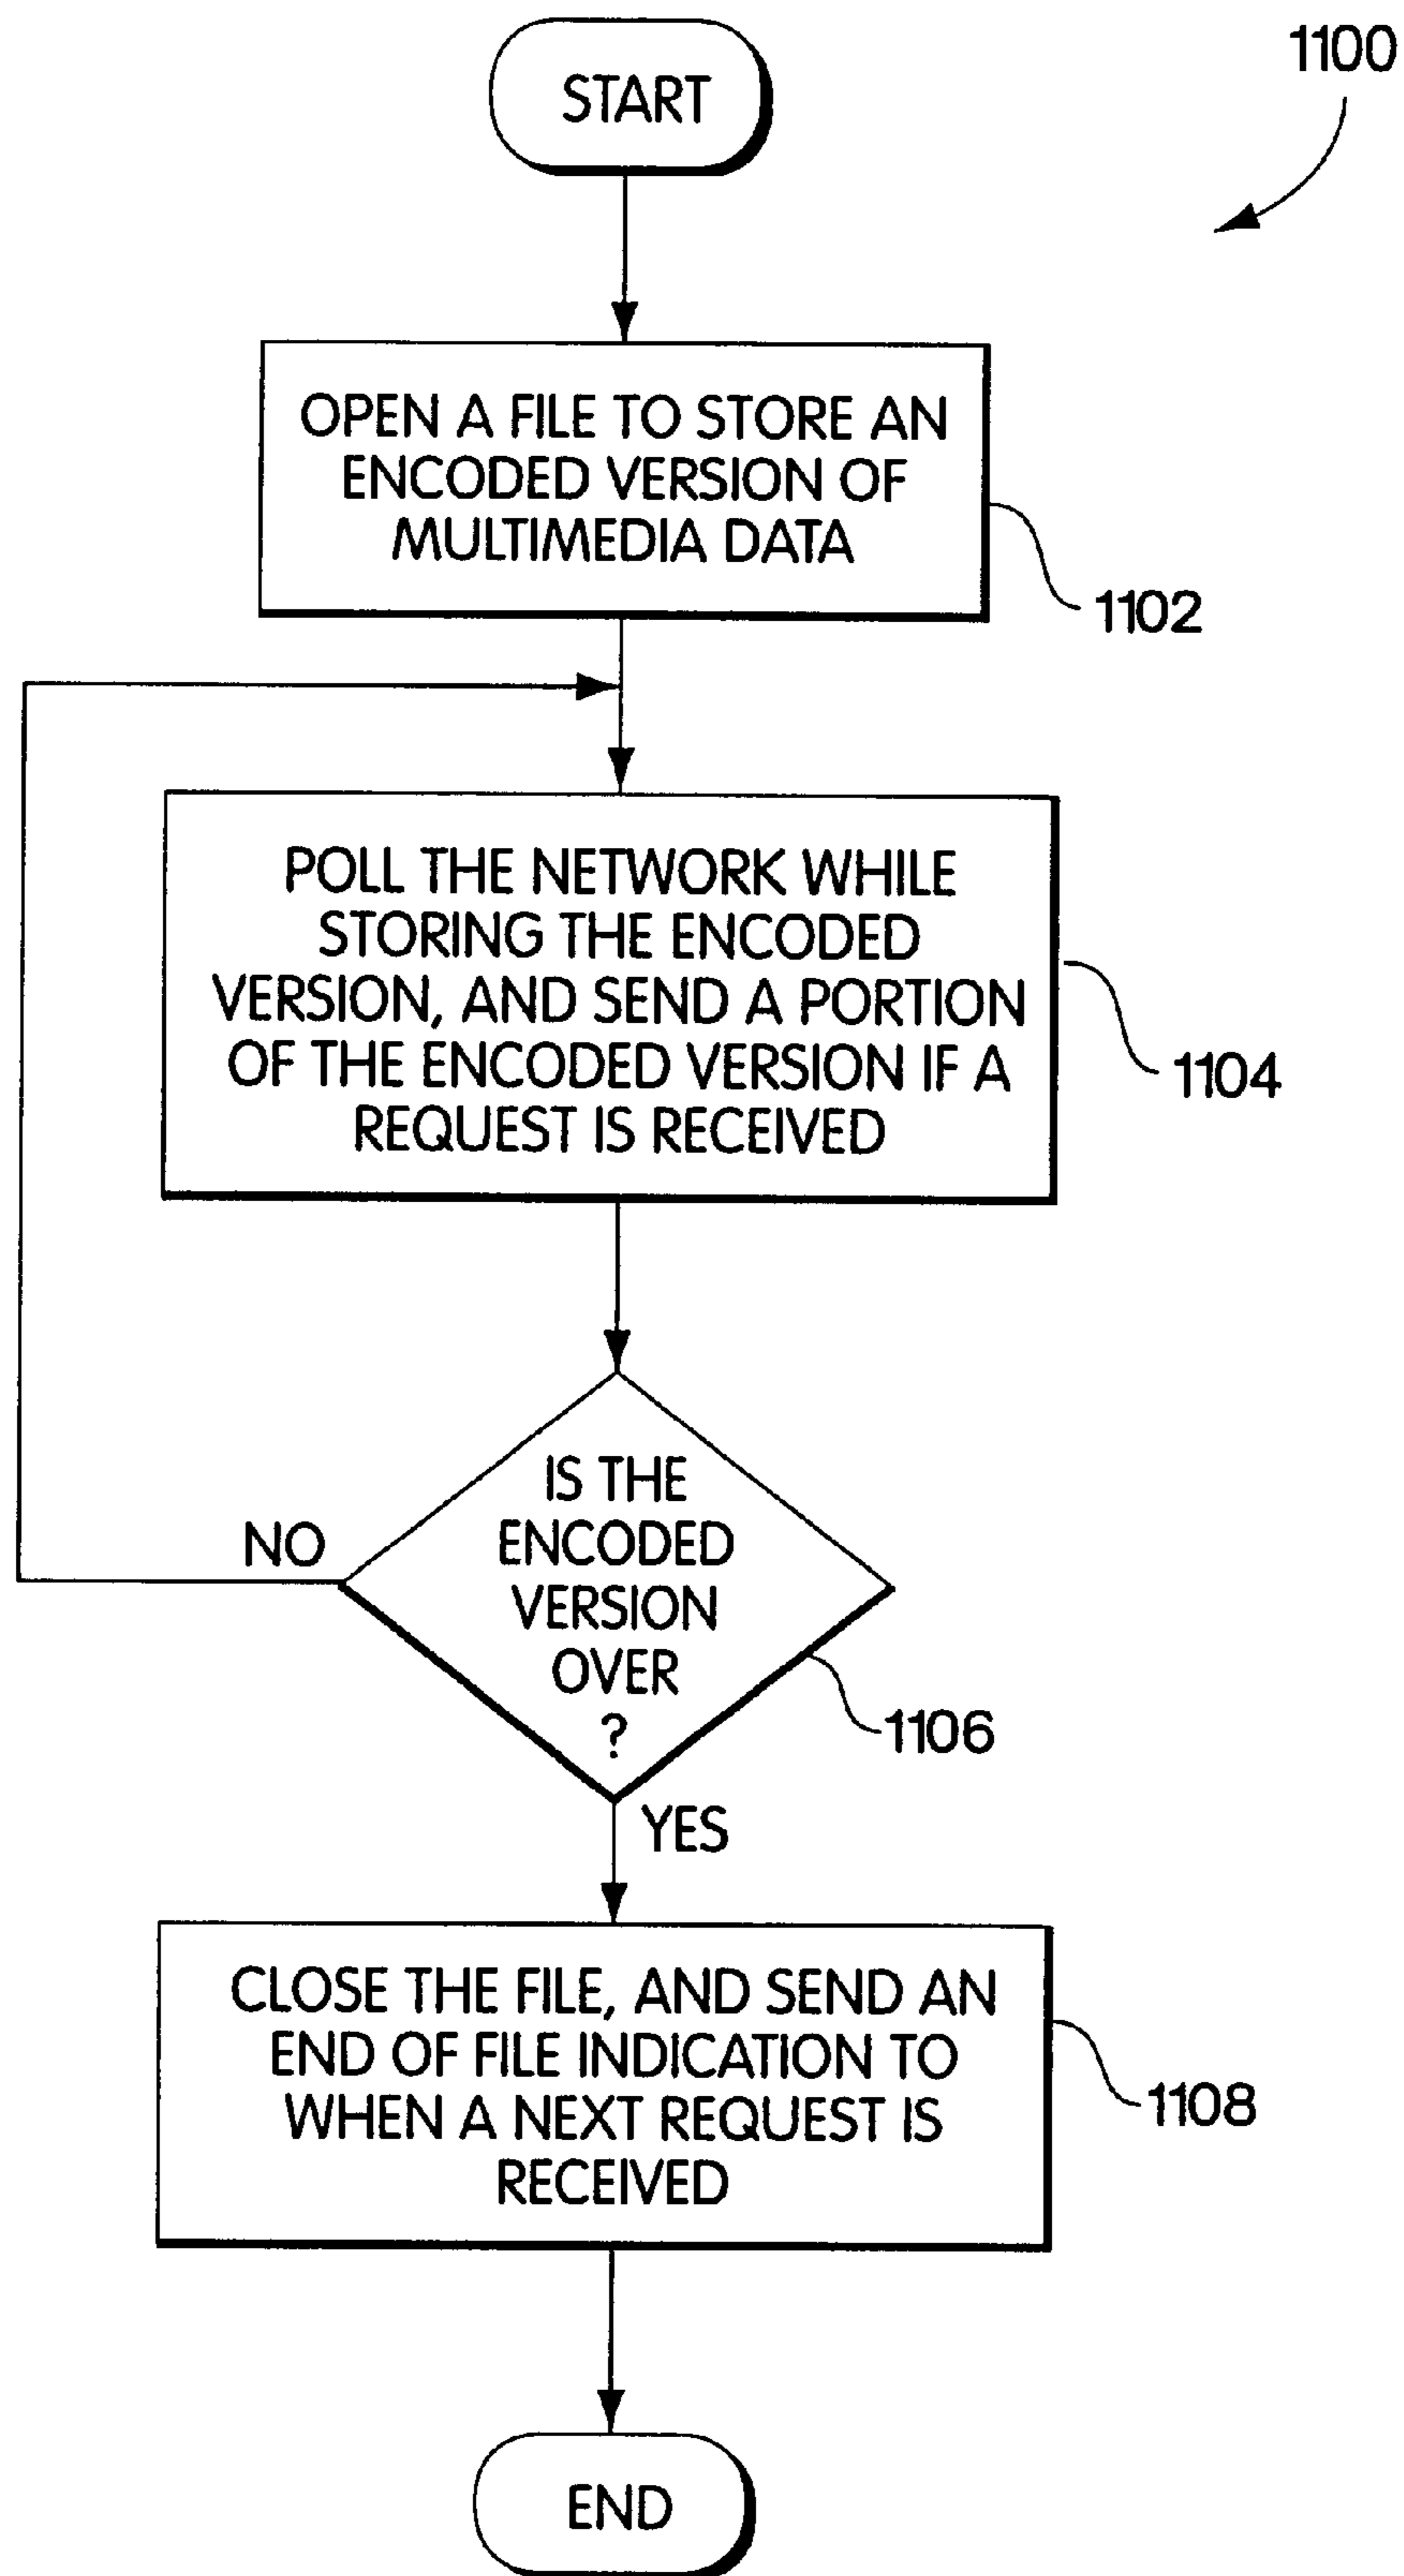 START
1100
OPEN A FILE TO STORE AN
ENCODED VERSION OF
MULTIMEDIA DATA
1102
POLL THE NETWORK WHILE
STORING THE ENCODED
VERSION, AND SEND A PORTION
OF THE ENCODED VERSION IF A
REQUEST IS RECEIVED
1104
IS THE
ENCODED
VERSION
OVER
?
NO
1106
YES
CLOSE THE FILE, AND SEND AN
END OF FILE INDICATION TO
WHEN A NEXT REQUEST IS
RECEIVED
1108
END